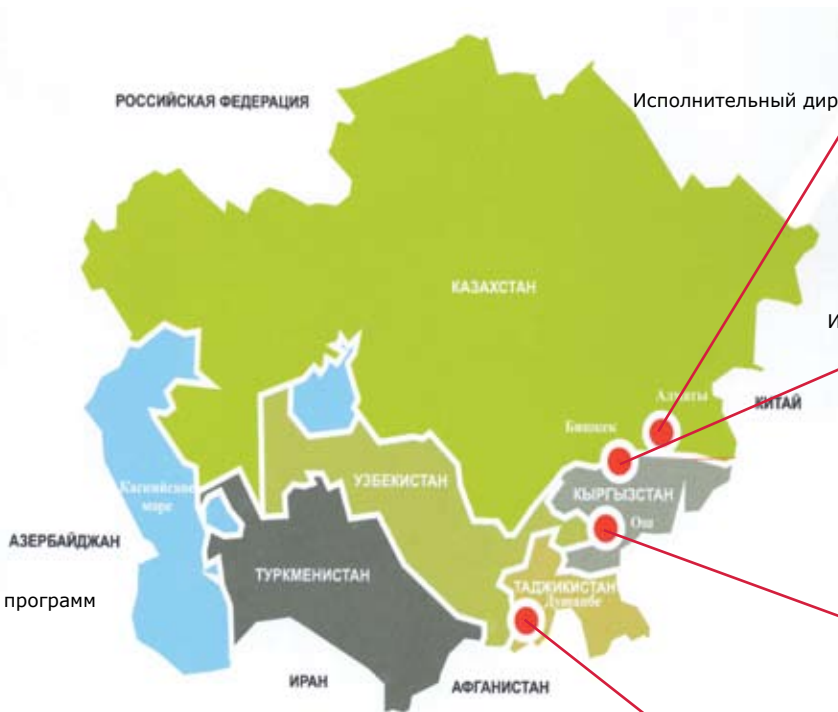 РОССИЙСКАЯ ФЕДЕРАЦИЯ
Исполнительный дир
КАЗАХСТАН
И
Алматы
КИТАЙ
Бишкек
УЗБЕКИСТАН
КЫРГЫЗСТАН
Каспийское
море
Ош
АЗЕРБАЙДЖАН
ТУРКМЕНИСТАН
ТАДЖИКИСТАН
Душанбе
программ
ИРАН
АФГАНИСТАН